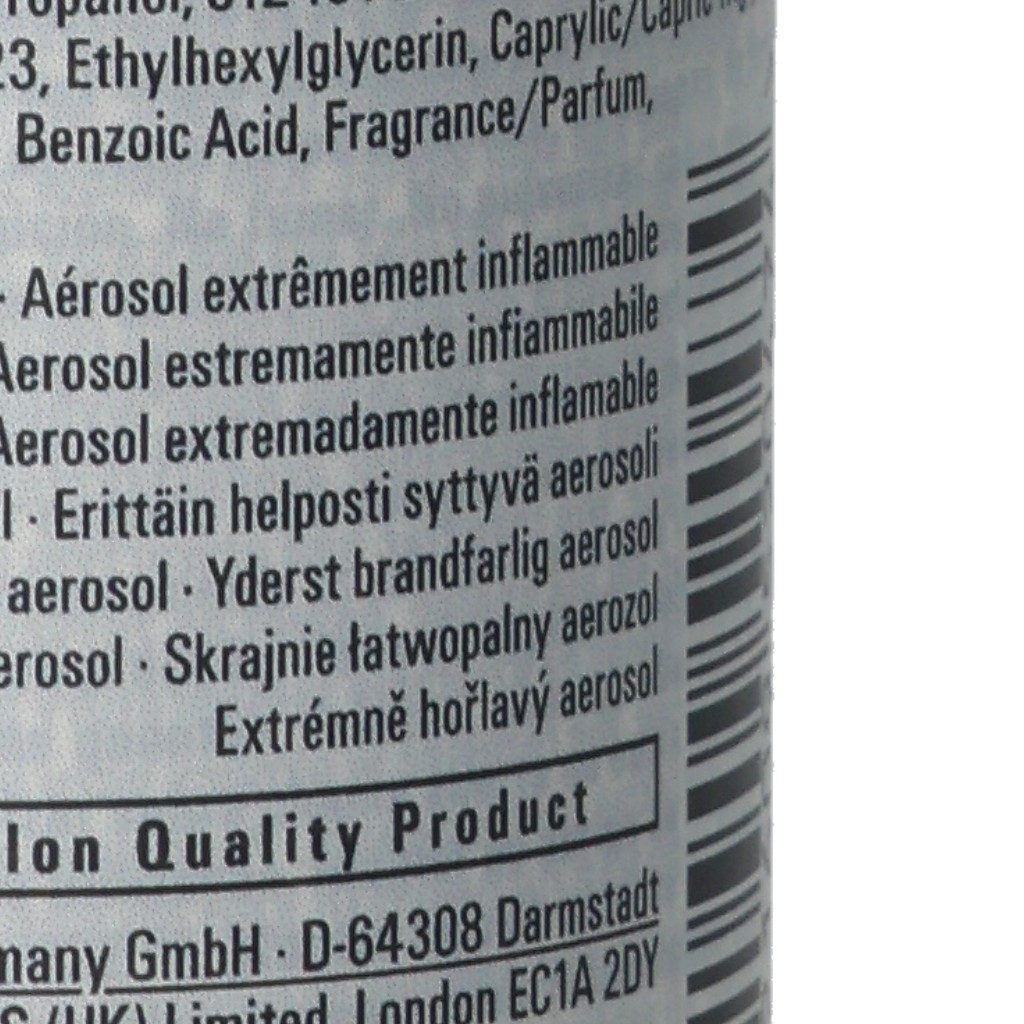 23, Ethylhexylglycerin, Caprylic/Capric
Benzoic Acid, Fragrance/Parfum,
· Aérosol extrêmement inflammable
Aerosol estremamente infiammabile
Aerosol extremadamente inflamable
l · Erittäin helposti syttyvä aerosoli
aerosol · Yderst brandfarlig aerosol
erosol · Skrajnie łatwopalny aerozol
Extrémně hořlavý aerosol
lon Quality Product
many GmbH · D-64308 Darmstadt
(UK) Limited, London EC1A 2DY